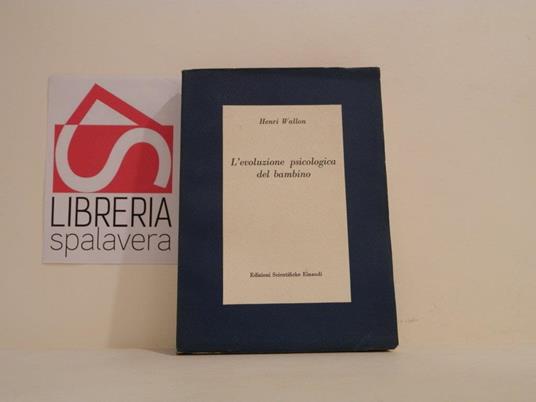 LIBRERIA
spalavera
Henri Wallon
L'evoluzione psicologica
del bambino
Edizioni Scientifiche Einaudi